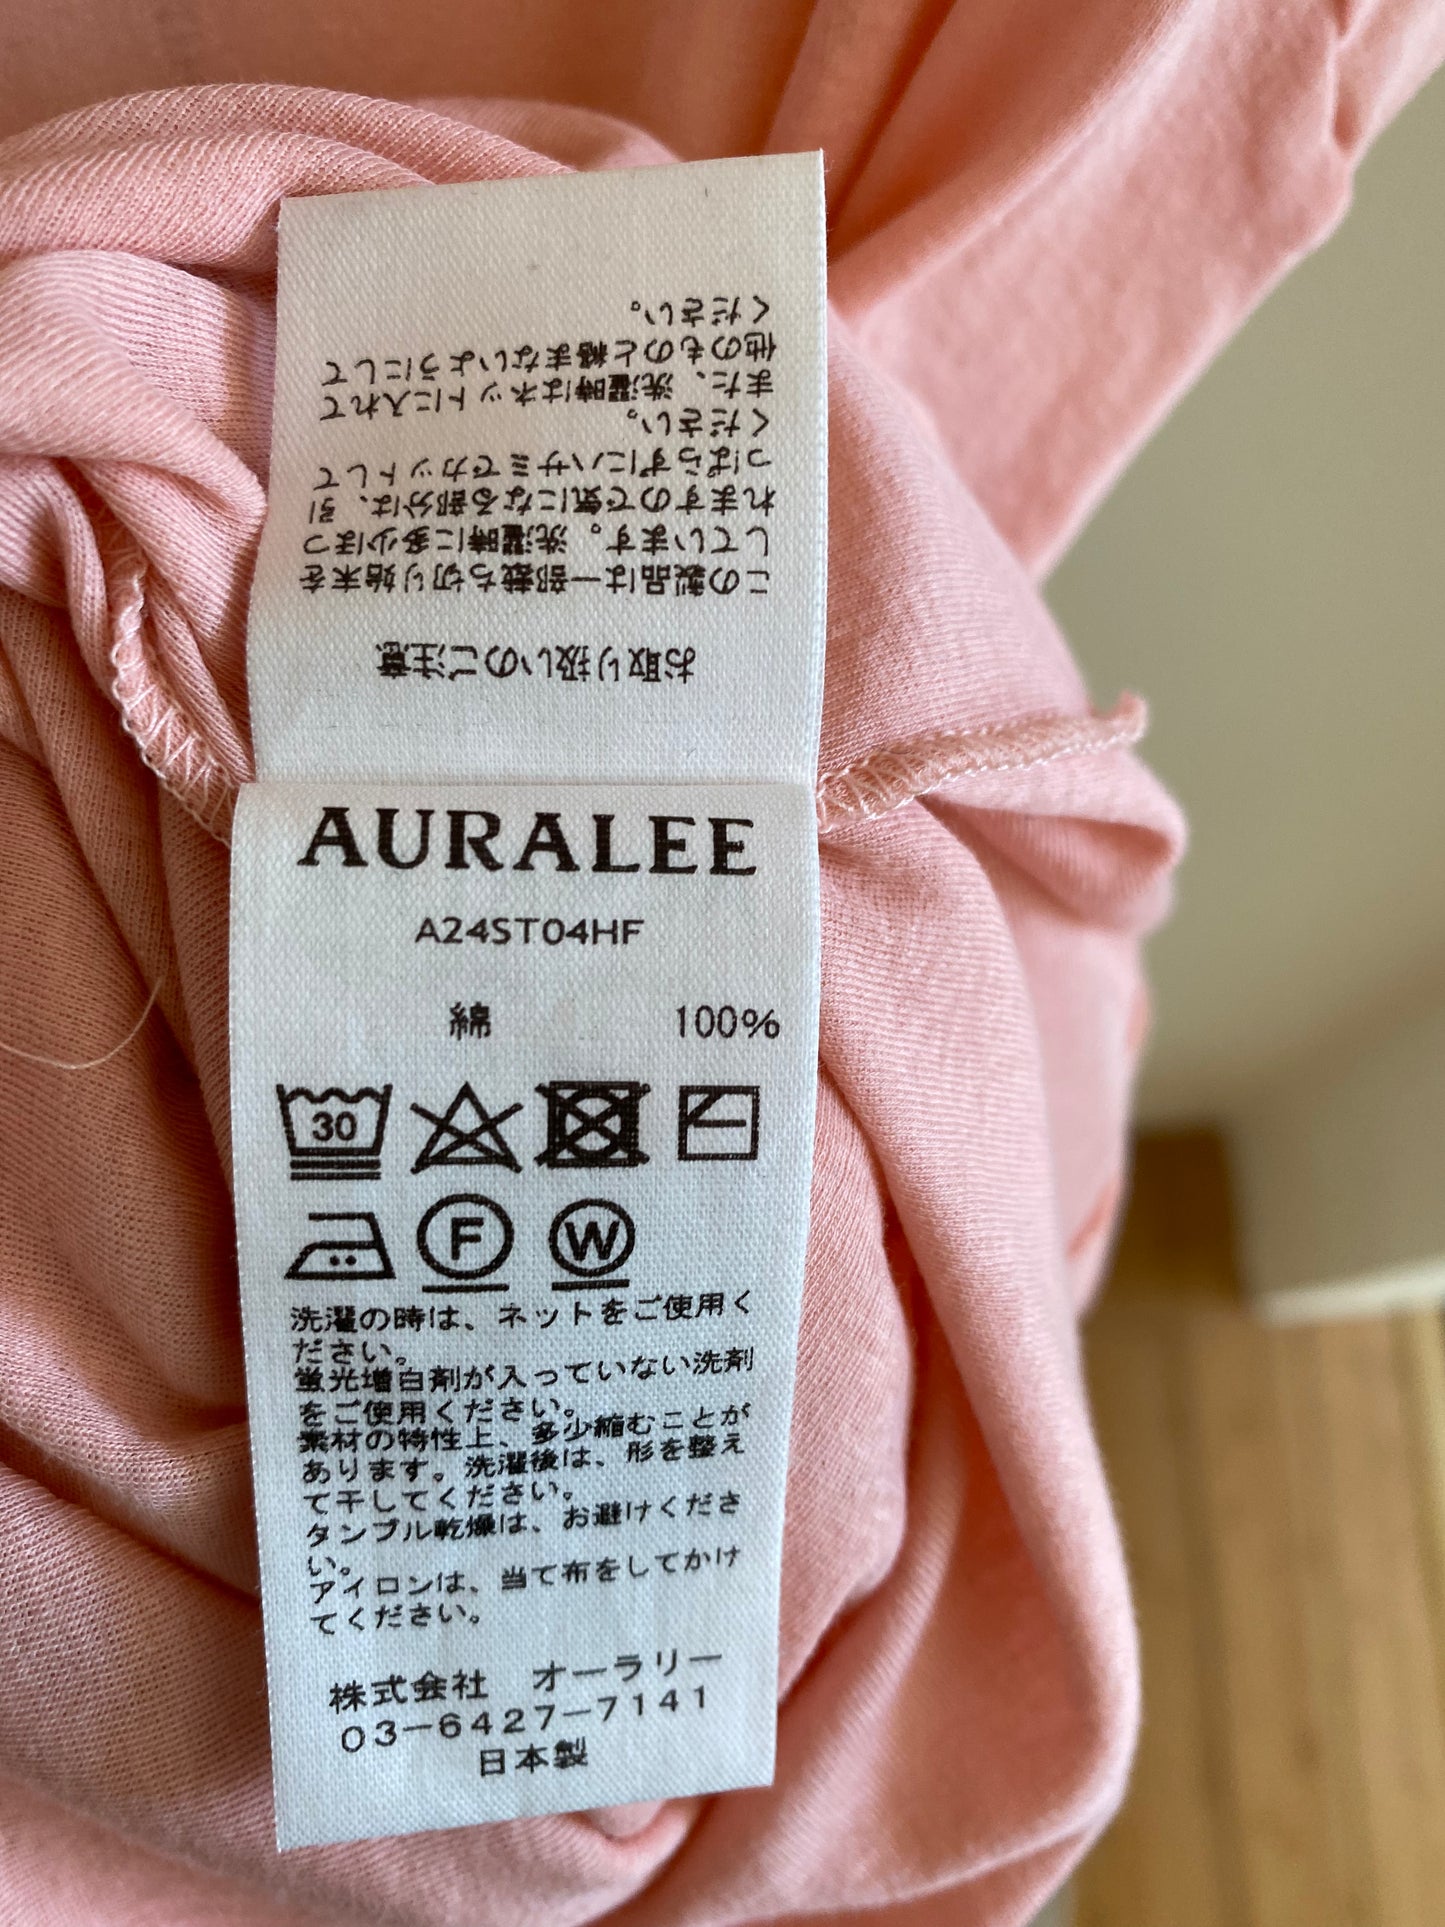 お取り扱いのご注意
この製品は一部裁ち切り始末を
しています。洗濯時に多少ほつ
れますので気になる部分は、引
っぱらずにハサミでカットして
ください。
また、洗濯時はネットに入れて
他のものと絡まないようにして
ください。
AURALEE
A24ST04HF
綿 100%
30
F W
洗濯の時は、ネットをご使用く
ださい。
蛍光増白剤が入っていない洗剤
をご使用ください。
素材の特性上、多少縮むことが
あります。洗濯後は、形を整え
て干してください。
タンブル乾燥は、お避けくださ
い。
アイロンは、当て布をしてかけ
てください。
株式会社 オーラリー
03-6427-7141
日本製